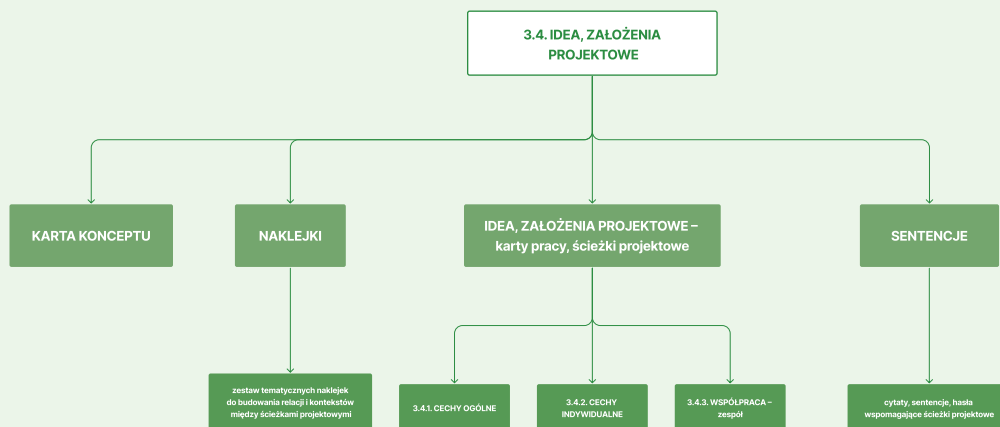 3.4. IDEA, ZAŁOŻENIA
PROJEKTOWE
KARTA KONCEPTU
NAKLEJKI
IDEA, ZAŁOŻENIA PROJEKTOWE –
karty pracy, ścieżki projektowe
SENTENCJE
zestaw tematycznych naklejek
do budowania relacji i kontekstów
między ścieżkami projektowymi
3.4.1. CECHY OGÓLNE
3.4.2. CECHY
INDYWIDUALNE
3.4.3. WSPÓŁPRACA –
zespół
cytaty, sentencje, hasła
wspomagające ścieżki projektowe